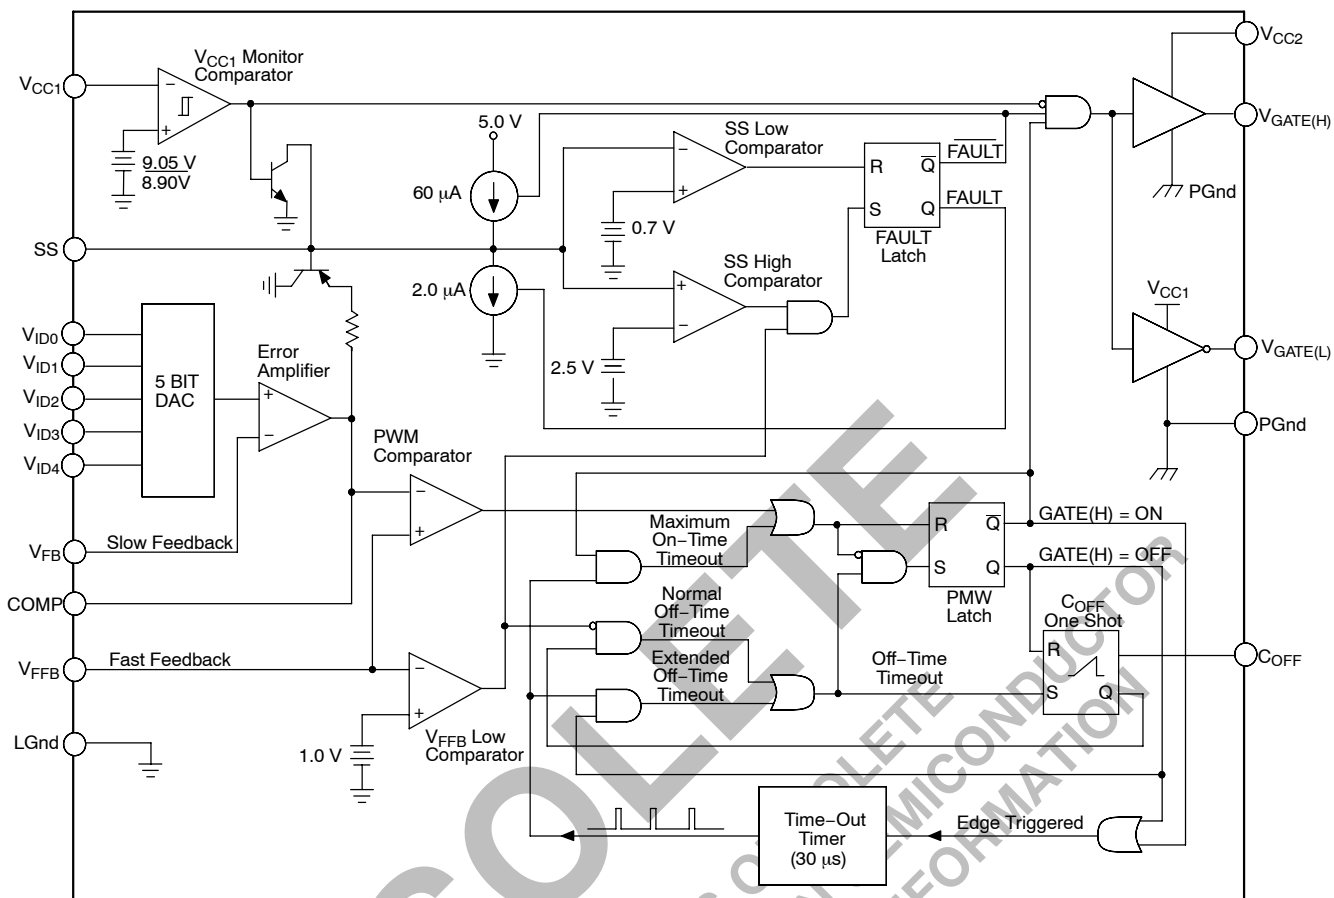 VCC1 Monitor
Comparator
VCC1
−
+
9.05 V
8.90V
5.0 V
60 μA
SS Low
Comparator
−
+
0.7 V
R
Q
S
Q
FAULT
FAULT
FAULT
Latch
VCC2
VGATE(H)
PGnd
SS
2.0 μA
SS High
Comparator
+
−
2.5 V
VCC1
VGATE(L)
PGnd
VID0
VID1
VID2
VID3
VID4
5 BIT
DAC
Error
Amplifier
+
−
PWM
Comparator
−
+
VFB
Slow Feedback
COMP
VFFB
Fast Feedback
LGnd
−
+
1.0 V
VFFB Low
Comparator
Maximum
On−Time
Timeout
Normal
Off−Time
Timeout
Extended
Off−Time
Timeout
R
Q
S
Q
PMW
Latch
GATE(H) = ON
GATE(H) = OFF
COFF
One Shot
R
S
Q
COFF
Off−Time
Timeout
Time−Out
Timer
(30 μs)
Edge Triggered